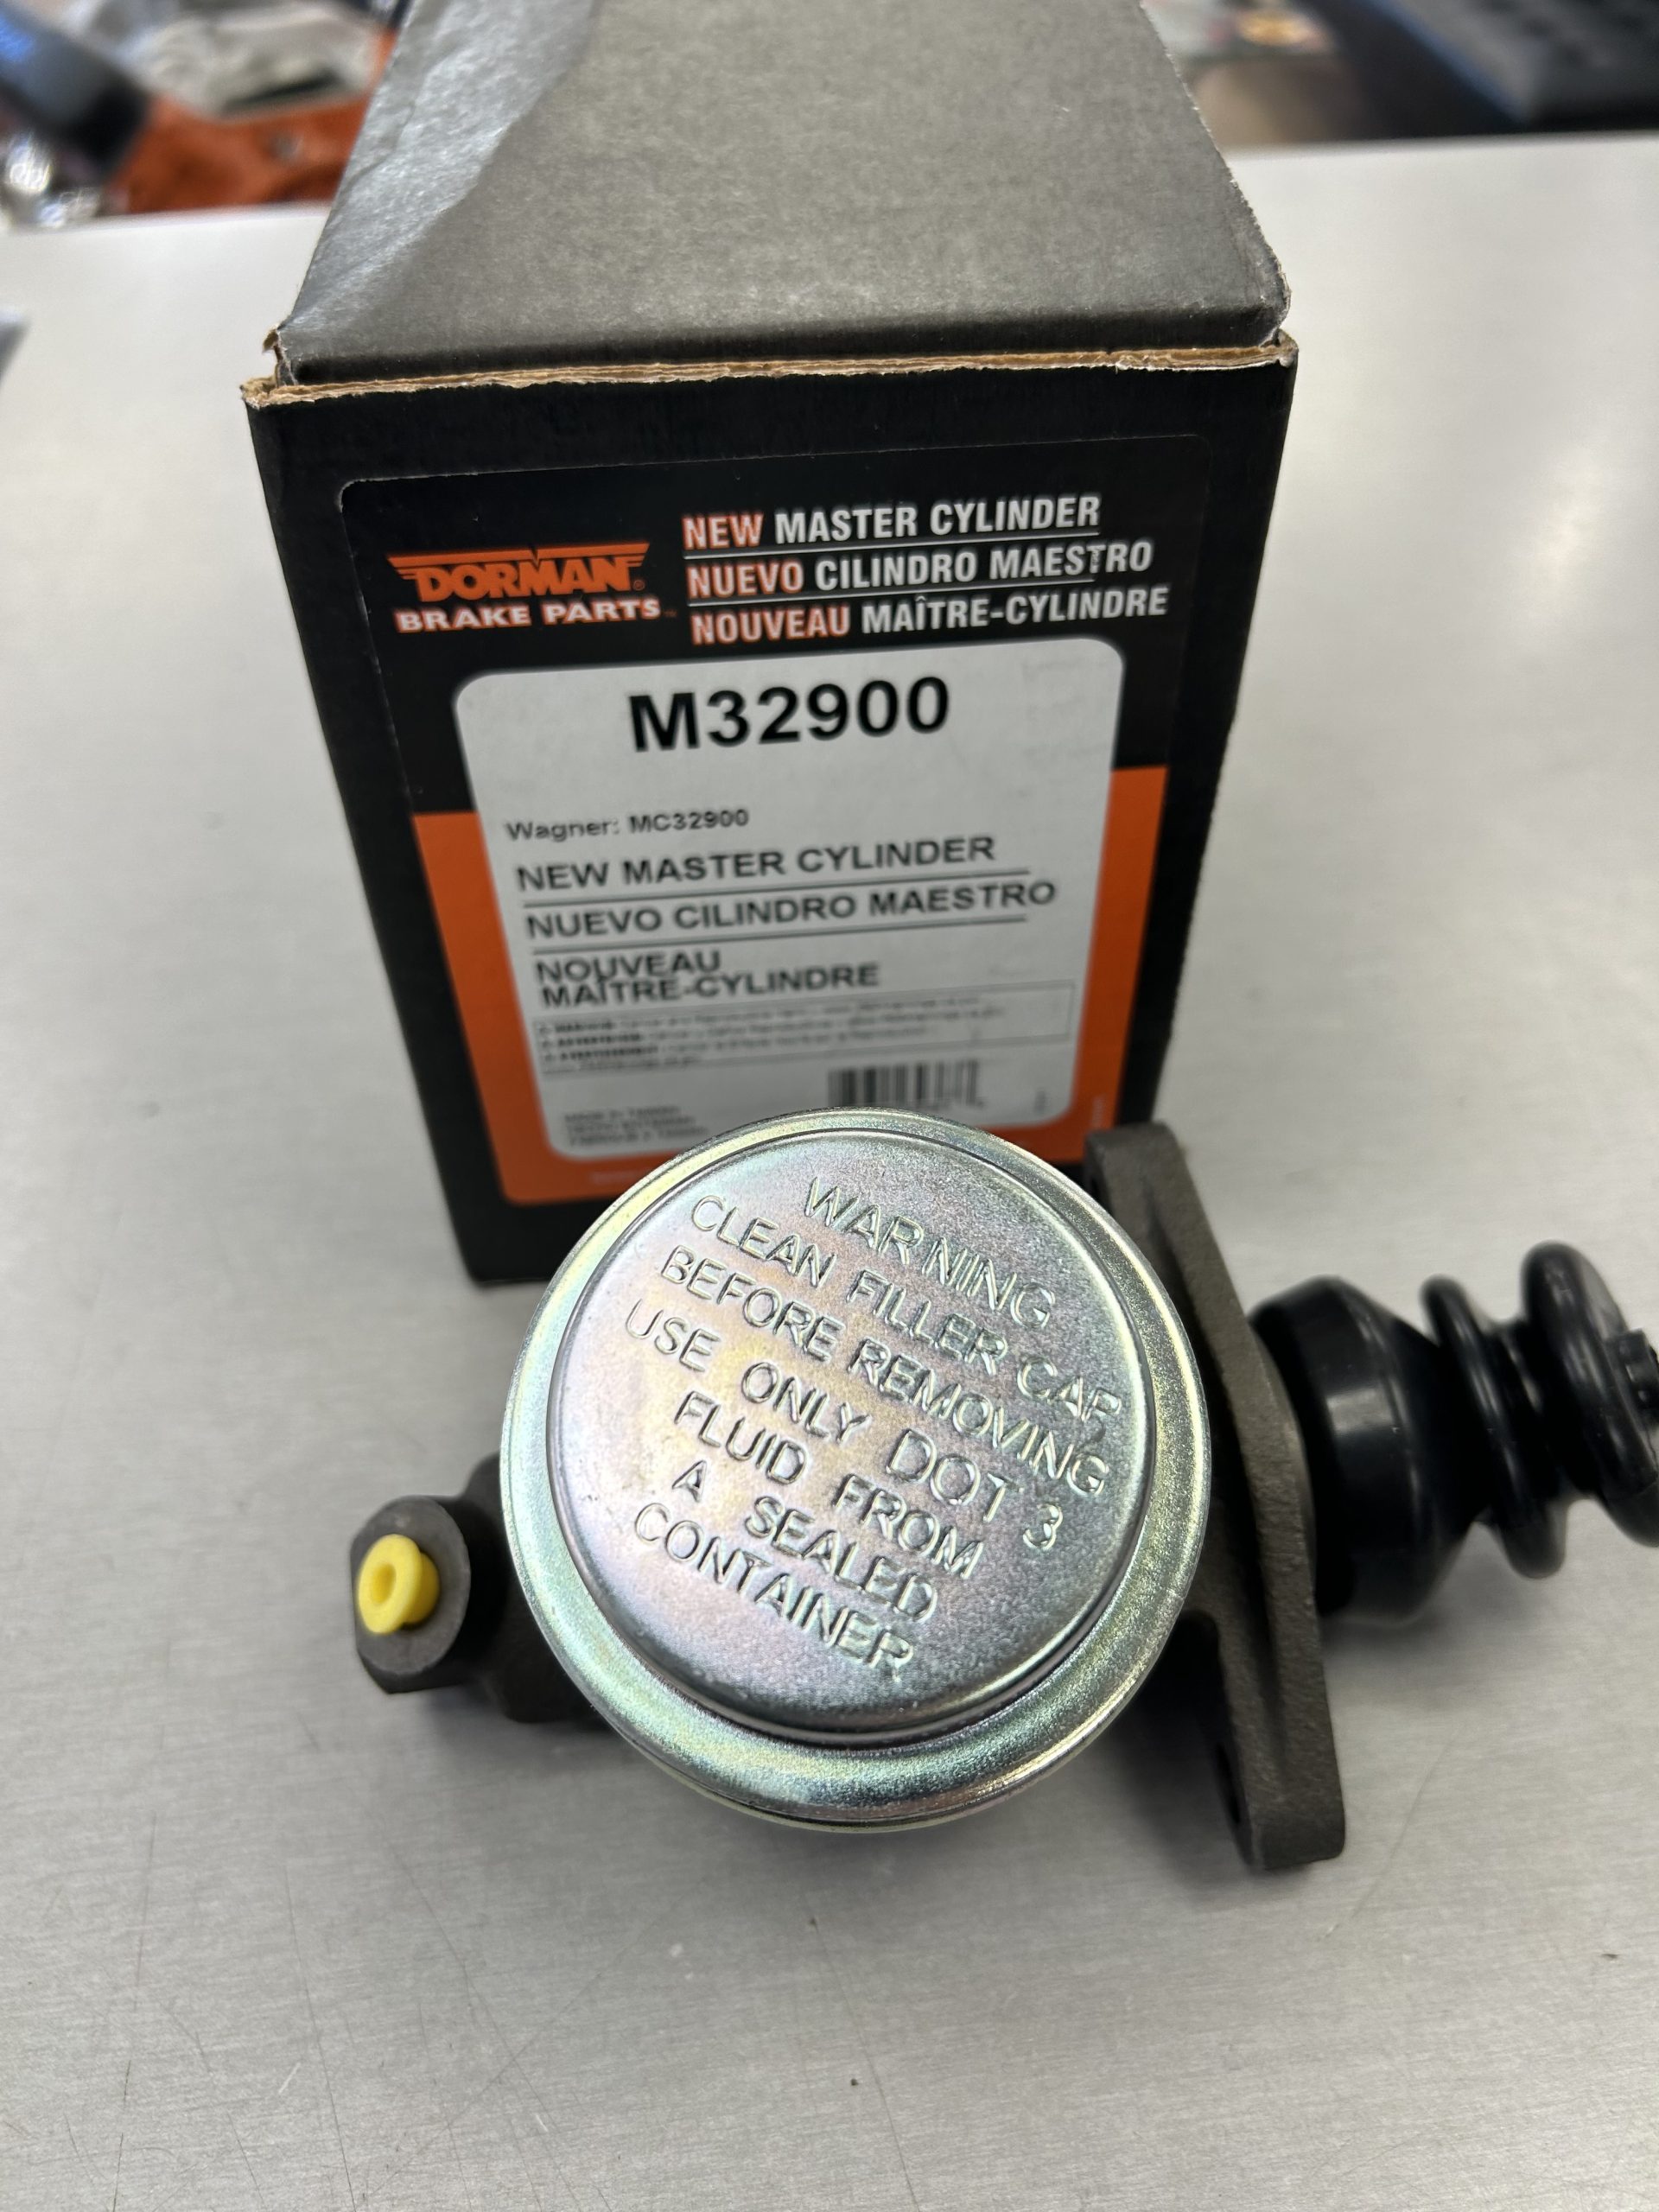 NEW MASTER CYLINDER
NUEVO CILINDRO MAESTRO
NOUVEAU MAÎTRE-CYLINDRE
DORMAN®
BRAKE PARTS™
M32900
Wagner: MC32900
NEW MASTER CYLINDER
NUEVO CILINDRO MAESTRO
NOUVEAU
MAÎTRE-CYLINDRE
WARNING
CLEAN FILLER CAP
BEFORE REMOVING
USE ONLY DOT 3
FLUID FROM
A SEALED
CONTAINER